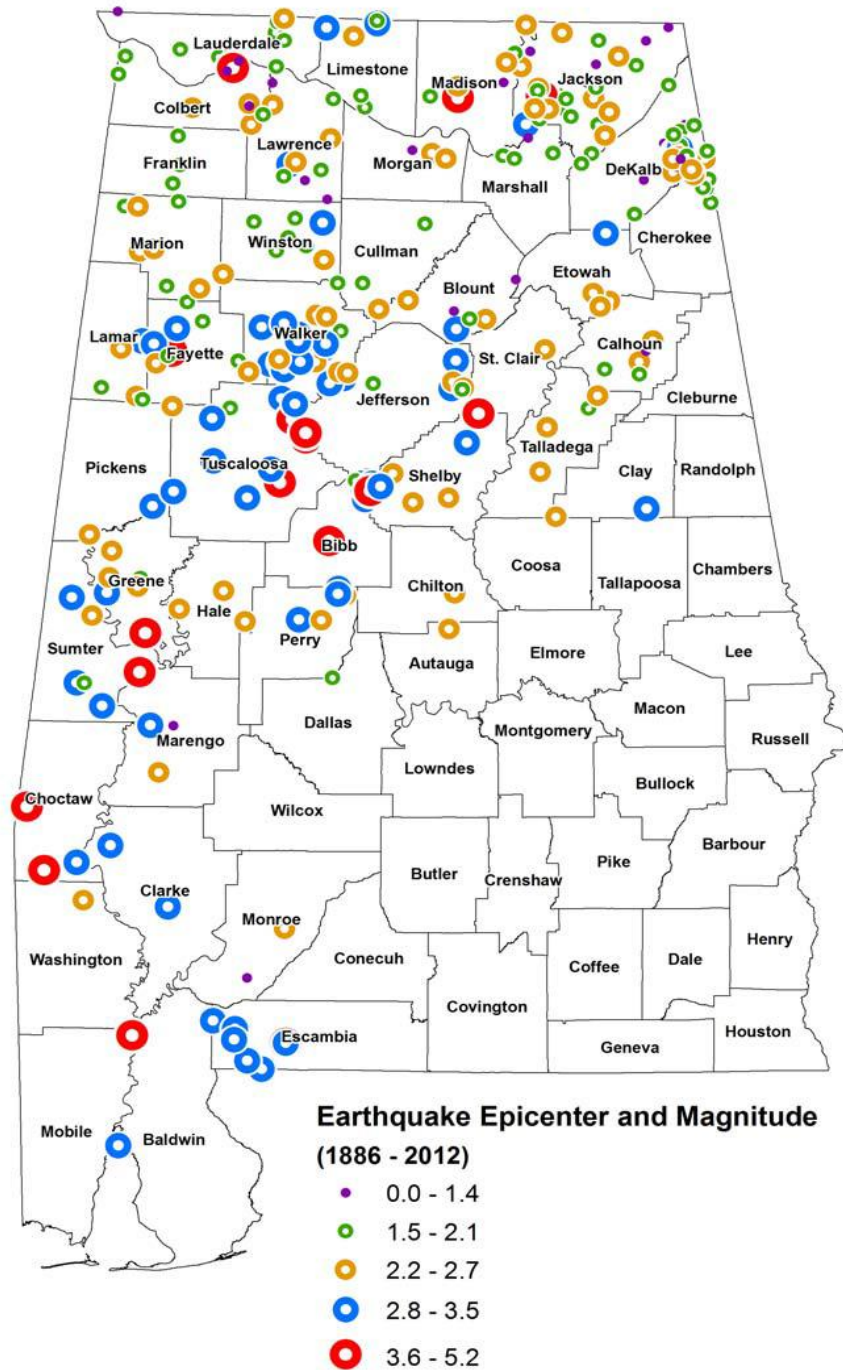 Lauderdale
Limestone
Madison
Jackson
Colbert
Lawrence
Franklin
Morgan
DeKalb
Marshall
Marion
Winston
Cullman
Cherokee
Etowah
Blount
Lamar
Walker
Fayette
St. Clair
Calhoun
Jefferson
Cleburne
Talladega
Pickens
Tuscaloosa
Shelby
Clay
Randolph
Bibb
Coosa
Greene
Chilton
Tallapoosa
Chambers
Hale
Perry
Sumter
Autauga
Elmore
Lee
Dallas
Macon
Marengo
Montgomery
Russell
Lowndes
Bullock
Choctaw
Wilcox
Barbour
Pike
Butler
Crenshaw
Clarke
Monroe
Henry
Washington
Conecuh
Coffee
Dale
Covington
Escambia
Houston
Geneva
Mobile
Baldwin
Earthquake Epicenter and Magnitude
(1886 - 2012)
0.0 - 1.4
1.5 - 2.1
2.2 - 2.7
2.8 - 3.5
3.6 - 5.2